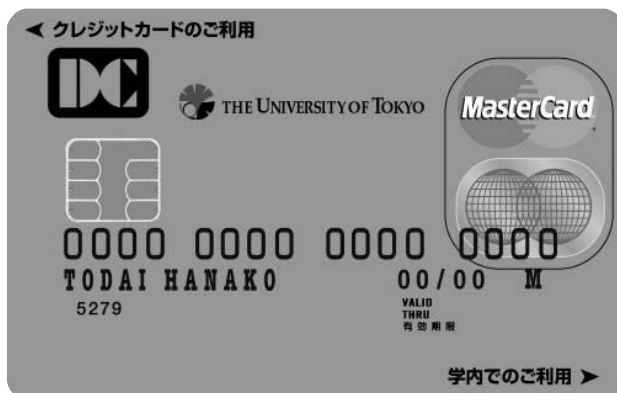 ◀ クレジットカードのご利用
DC
THE UNIVERSITY OF TOKYO
MasterCard
0000 0000 0000 0000
TODAI HANAKO 00/00 M
5279
VALID
THRU
有効期限
学内でのご利用 ➤